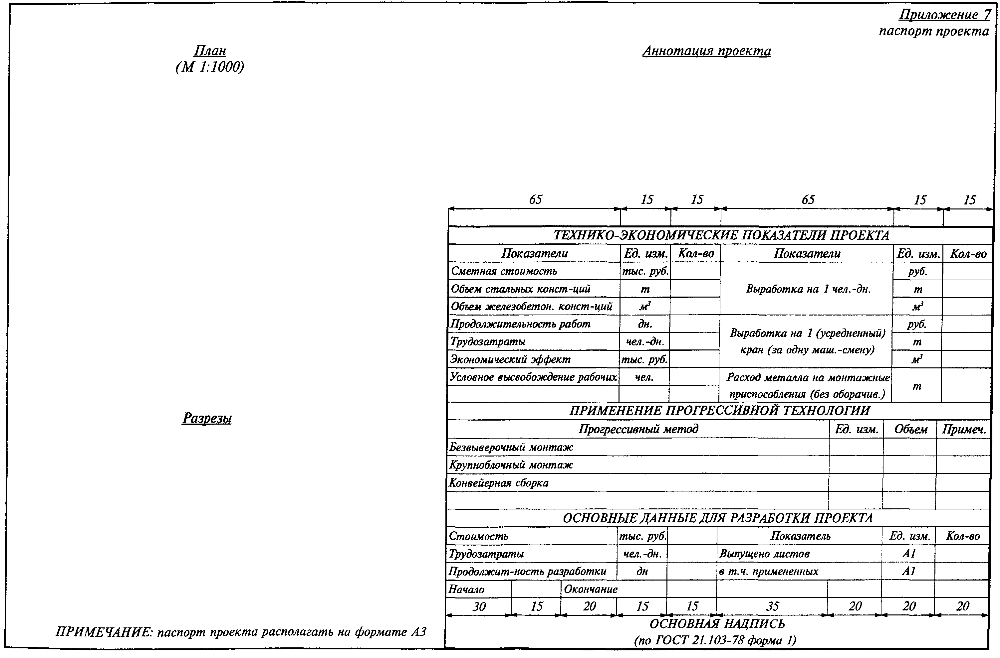 Приложение 7
паспорт проекта
План
(М 1:1000)
Аннотация проекта
65 15 15 65 15 15
ТЕХНИКО-ЭКОНОМИЧЕСКИЕ ПОКАЗАТЕЛИ ПРОЕКТА
Показатели Ед. изм. Кол-во Показатели Ед. изм. Кол-во
Сметная стоимость тыс. руб. руб.
Объем стальных конст-ций т Выработка на 1 чел.-дн. т
Объем железобетон. конст-ций м³ м³
Продолжительность работ дн. руб.
Выработка на 1 (усредненный)
Трудозатраты чел.-дн. т
кран (за одну маш.-смену)
Экономический эффект тыс. руб. м³
Условное высвобождение рабочих чел. Расход металла на монтажные
т
приспособления (без оборачив.)
ПРИМЕНЕНИЕ ПРОГРЕССИВНОЙ ТЕХНОЛОГИИ
Разрезы
Прогрессивный метод Ед. изм. Объем Примеч.
Безвыверочный монтаж
Крупноблочный монтаж
Конвейерная сборка
ОСНОВНЫЕ ДАННЫЕ ДЛЯ РАЗРАБОТКИ ПРОЕКТА
Стоимость тыс. руб. Показатель Ед. изм. Кол-во
Трудозатраты чел.-дн. Выпущено листов А1
Продолжит-ность разработки дн в т.ч. примененных А1
Начало Окончание
30 15 20 15 15 35 20 20 20
ОСНОВНАЯ НАДПИСЬ
(по ГОСТ 21.103-78 форма 1)
ПРИМЕЧАНИЕ: паспорт проекта располагать на формате А3